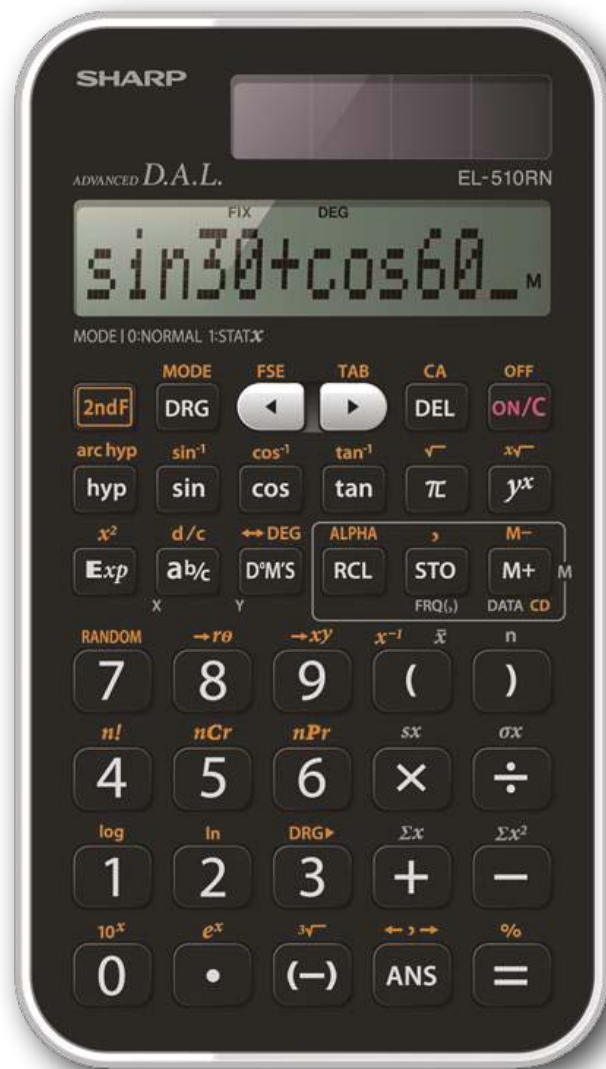 SHARP
ADVANCED D.A.L. EL-510RN
FIX DEG
sin30+cos60_ M
MODE | 0:NORMAL 1:STATx
MODE FSE TAB CA OFF
2ndF DRG ◀ ▶ DEL ON/C
arc hyp sin⁻¹ cos⁻¹ tan⁻¹ √ x√
hyp sin cos tan π yˣ
x² d/c ↔DEG ALPHA , M−
Exp ab/c D°M'S RCL STO M+ M
X Y FRQ(,) DATA CD
RANDOM →rθ →xy x⁻¹ x̄ n
7 8 9 ( )
n! nCr nPr sx σx
4 5 6 × ÷
log ln DRG▶ Σx Σx²
1 2 3 + −
10ˣ eˣ ³√ ←,→ %
0 • (−) ANS =